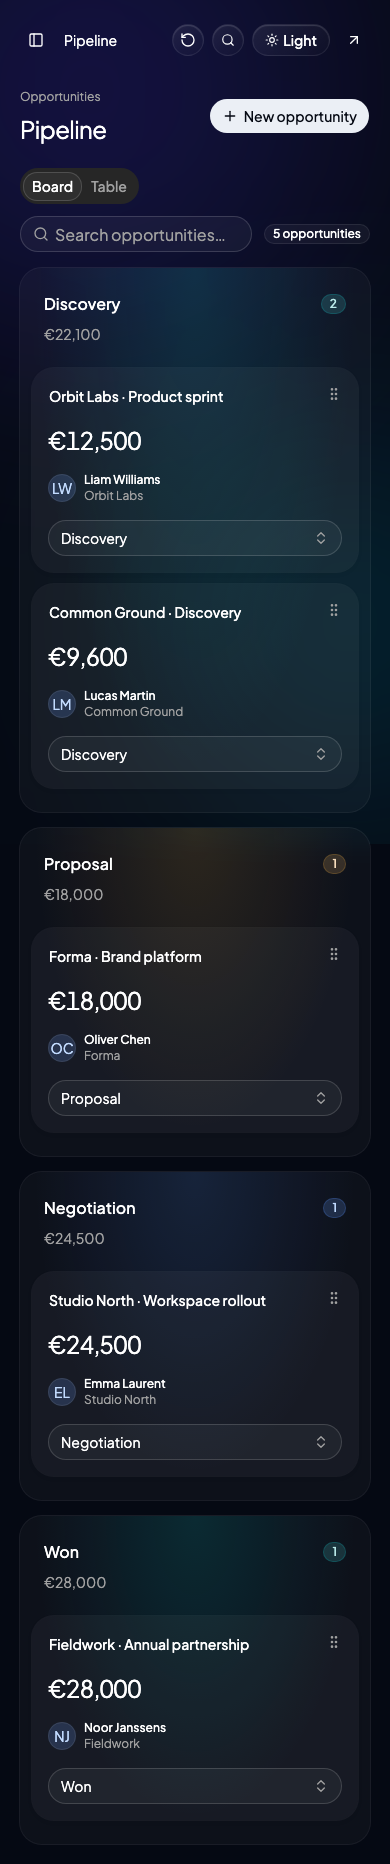 Pipeline
Light
Opportunities
Pipeline
New opportunity
Board
Table
Search opportunities...
5 opportunities
Discovery
2
€22,100
Orbit Labs · Product sprint
€12,500
LW
Liam Williams
Orbit Labs
Discovery
Common Ground · Discovery
€9,600
LM
Lucas Martin
Common Ground
Discovery
Proposal
1
€18,000
Forma · Brand platform
€18,000
OC
Oliver Chen
Forma
Proposal
Negotiation
1
€24,500
Studio North · Workspace rollout
€24,500
EL
Emma Laurent
Studio North
Negotiation
Won
1
€28,000
Fieldwork · Annual partnership
€28,000
NJ
Noor Janssens
Fieldwork
Won